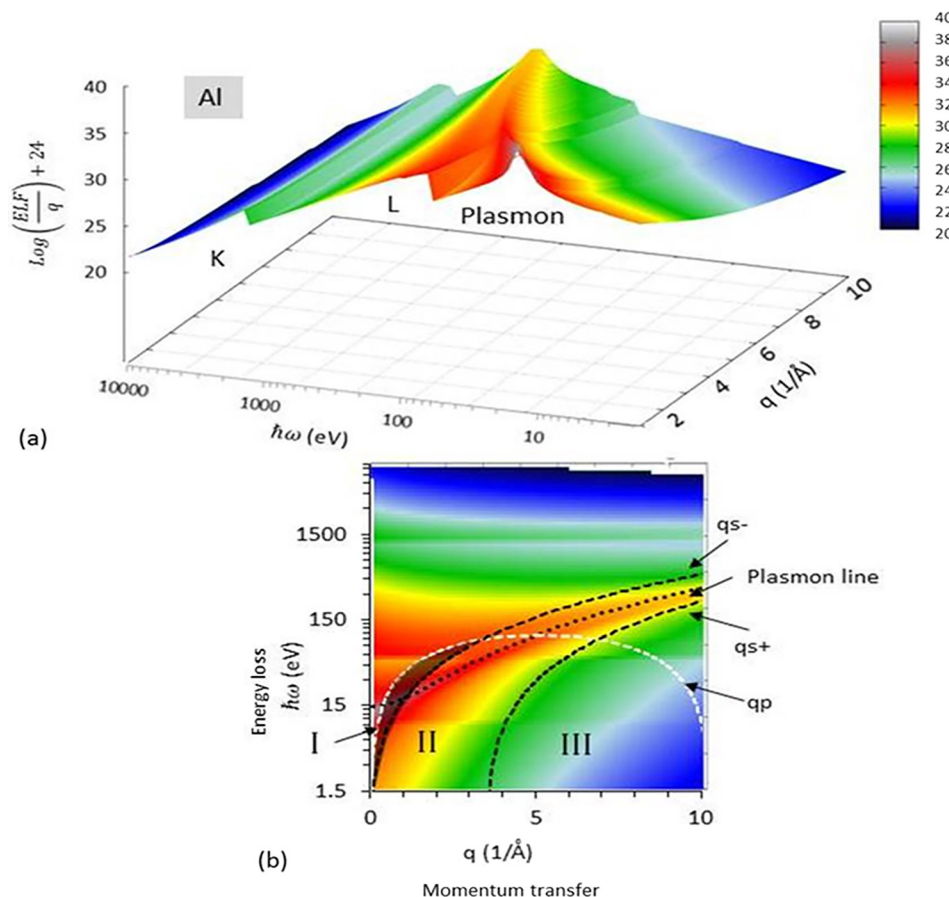 Al
Log (ELF/q) + 24
40
35
30
25
20
K
L
Plasmon
10000
1000
100
10
ħω (eV)
2
4
6
8
10
q (1/Å)
40
38
36
34
32
30
28
26
24
22
20
(a)
Energy loss
ħω (eV)
1500
150
15
1.5
I
II
III
qs-
Plasmon line
qs+
qp
0
5
10
q (1/Å)
(b)
Momentum transfer